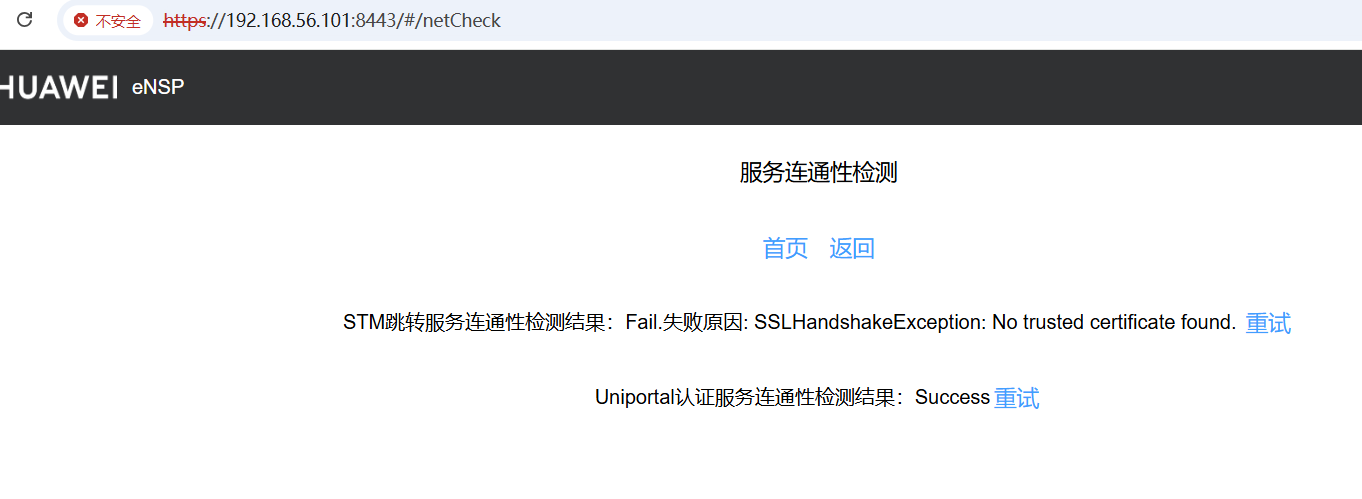 不安全 https://192.168.56.101:8443/#/netCheck
HUAWEI eNSP
服务连通性检测
首页 返回
STM跳转服务连通性检测结果：Fail.失败原因: SSLHandshakeException: No trusted certificate found. 重试
Uniportal认证服务连通性检测结果：Success 重试